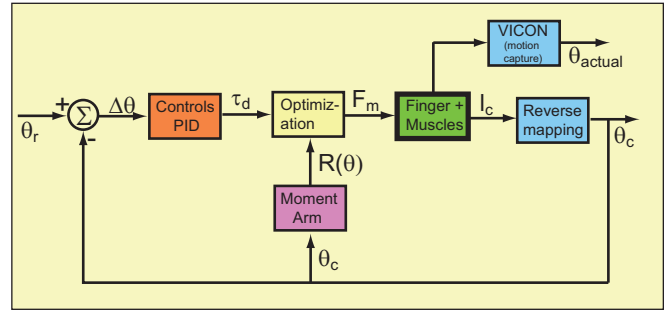 VICON
(motion
capture)
θactual
+
θr
Σ
-
Δθ
Controls
PID
τd
Optimiz-
ation
Fm
Finger +
Muscles
lc
Reverse
mapping
θc
R(θ)
Moment
Arm
θc